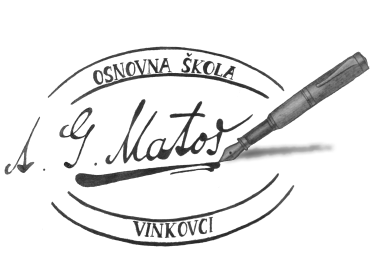 OSNOVNA ŠKOLA
A. G. Matoš
VINKOVCI